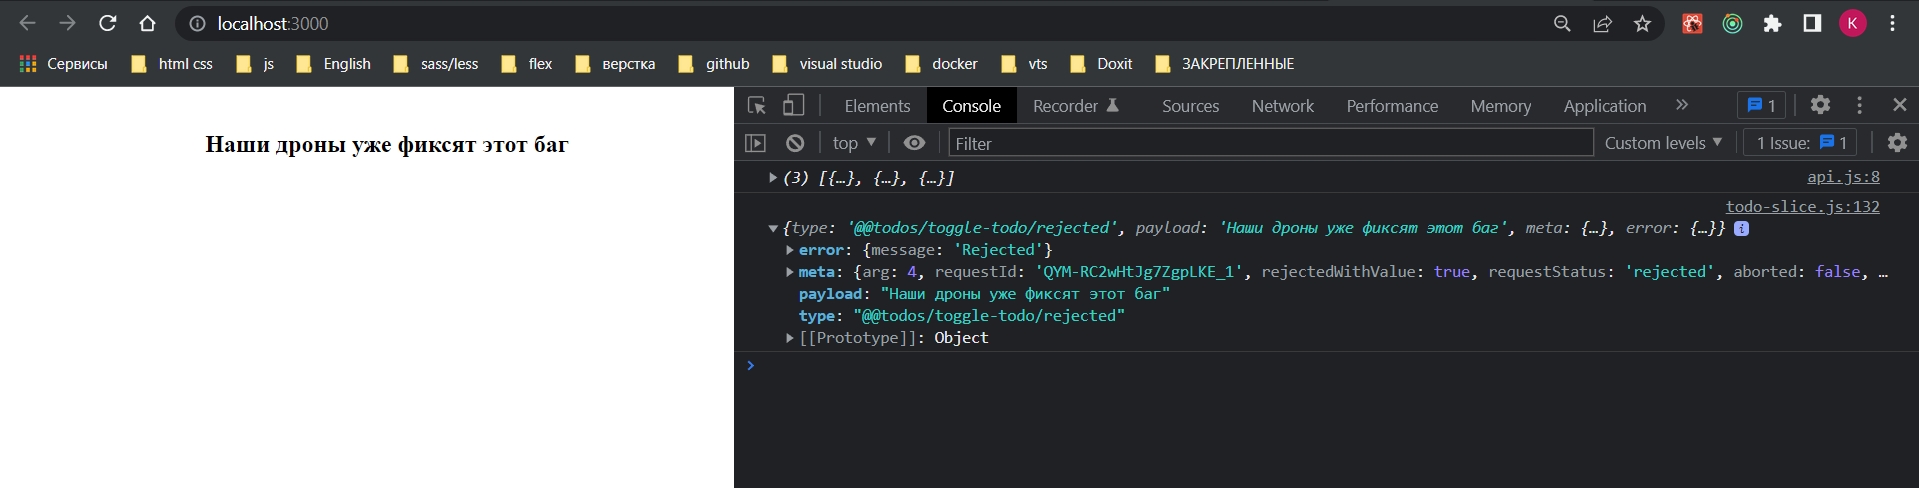 localhost:3000
K
Сервисы html css js English sass/less flex верстка github visual studio docker vts Doxit ЗАКРЕПЛЕННЫЕ
Наши дроны уже фиксят этот баг
Elements Console Recorder Sources Network Performance Memory Application » 1
top ▼ Filter Custom levels ▼ 1 Issue: 1
(3) [{…}, {…}, {…}] api.js:8
todo-slice.js:132
{type: '@@todos/toggle-todo/rejected', payload: 'Наши дроны уже фиксят этот баг', meta: {…}, error: {…}} i
error: {message: 'Rejected'}
meta: {arg: 4, requestId: 'QYM-RC2wHtJg7ZgpLKE_1', rejectedWithValue: true, requestStatus: 'rejected', aborted: false, …
payload: "Наши дроны уже фиксят этот баг"
type: "@@todos/toggle-todo/rejected"
[[Prototype]]: Object